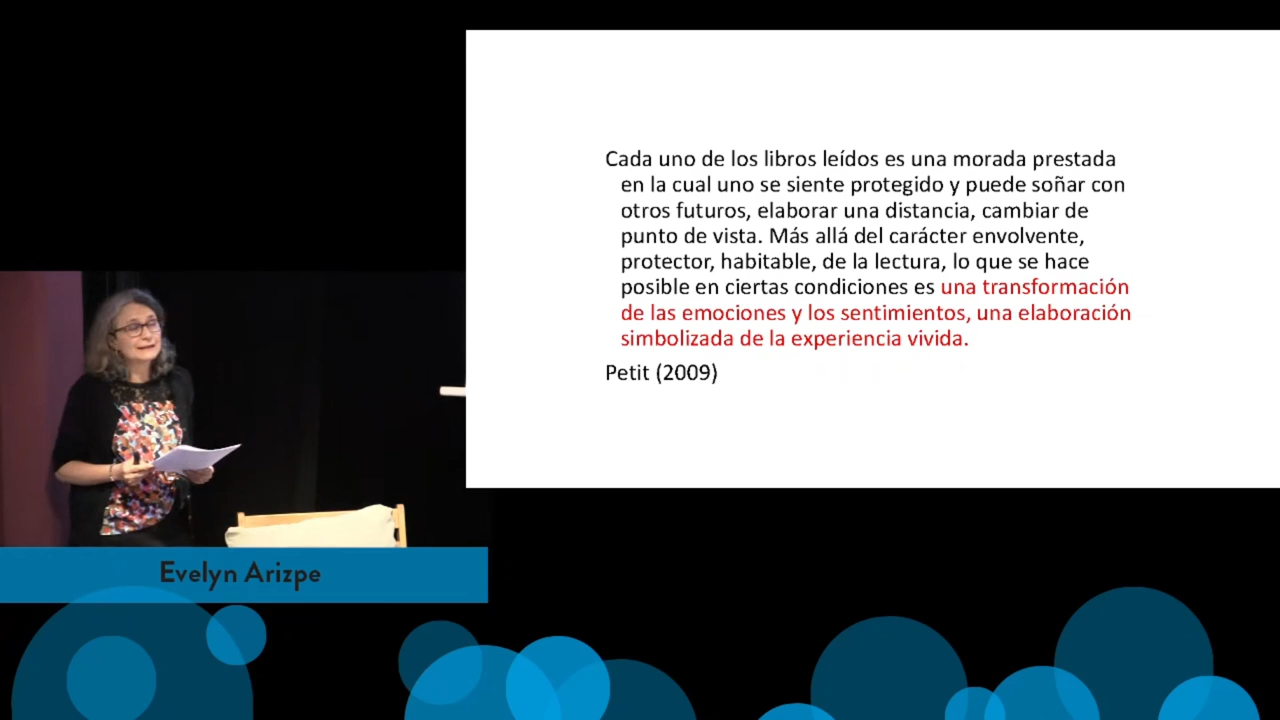 Cada uno de los libros leídos es una morada prestada
en la cual uno se siente protegido y puede soñar con
otros futuros, elaborar una distancia, cambiar de
punto de vista. Más allá del carácter envolvente,
protector, habitable, de la lectura, lo que se hace
posible en ciertas condiciones es una transformación
de las emociones y los sentimientos, una elaboración
simbolizada de la experiencia vivida.
Petit (2009)
Evelyn Arizpe